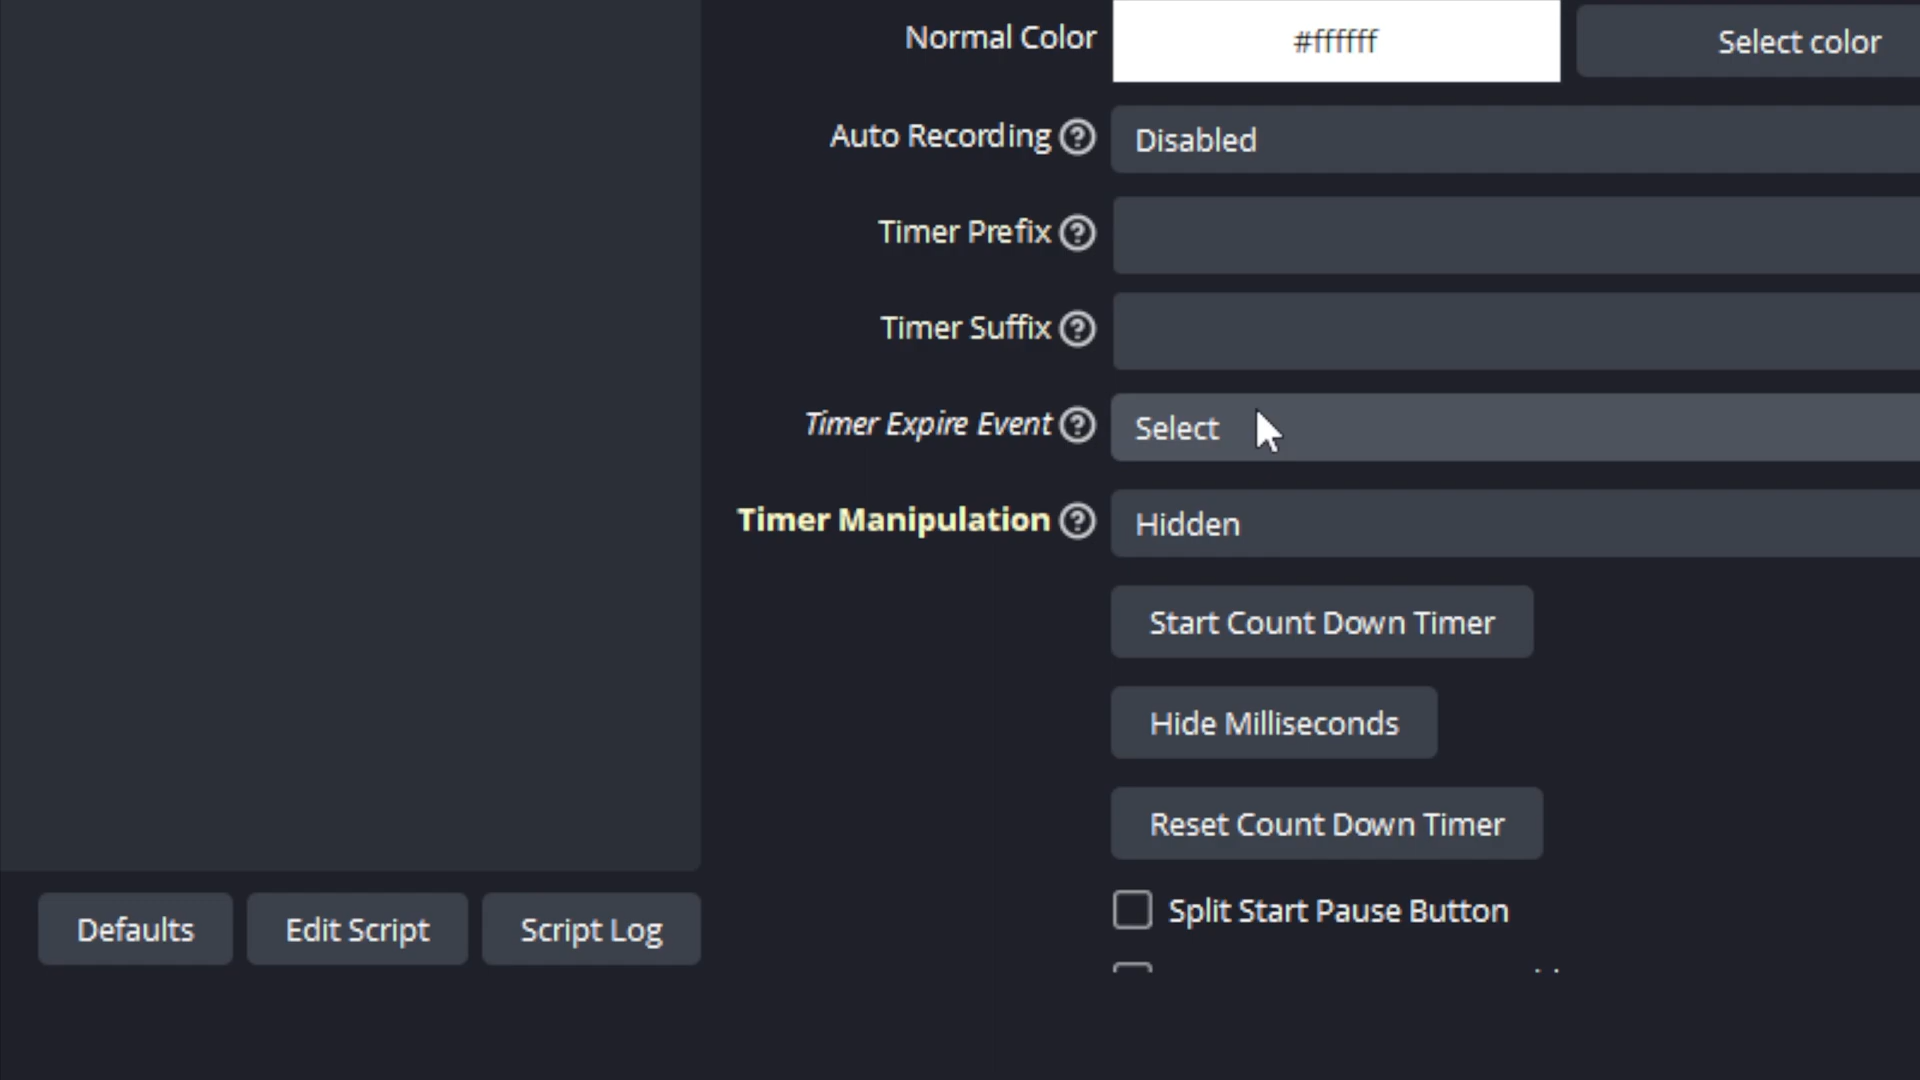 Normal Color #ffffff Select color
Auto Recording Disabled
Timer Prefix
Timer Suffix
Timer Expire Event Select
Timer Manipulation Hidden
Start Count Down Timer
Hide Milliseconds
Reset Count Down Timer
Split Start Pause Button
Defaults Edit Script Script Log